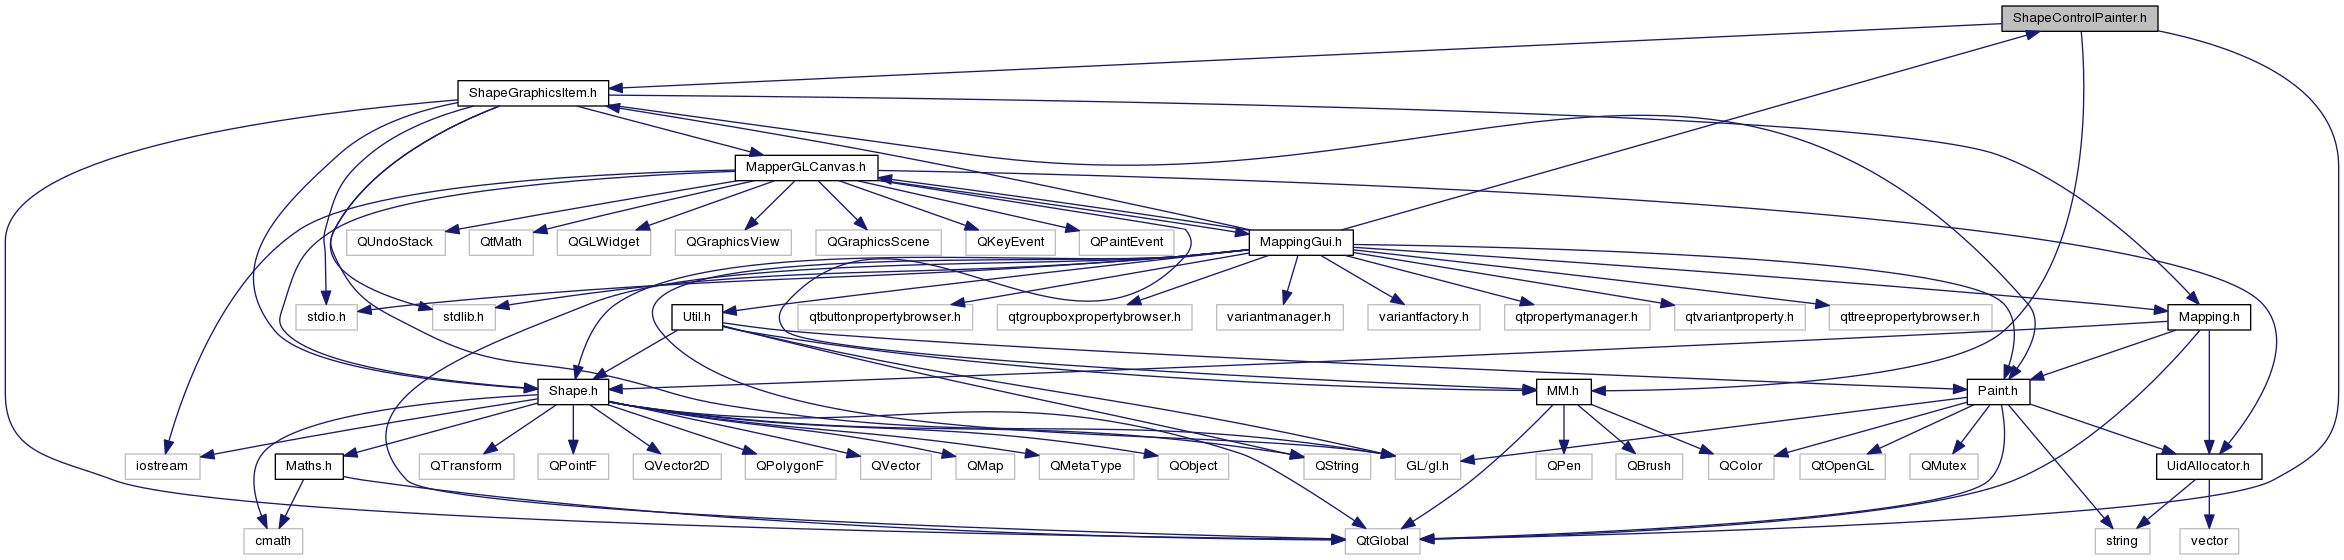 ShapeControlPainter.h
ShapeGraphicsItem.h
MapperGLCanvas.h
QUndoStack
QtMath
QGLWidget
QGraphicsView
QGraphicsScene
QKeyEvent
QPaintEvent
MappingGui.h
stdio.h
stdlib.h
Util.h
qtbuttonpropertybrowser.h
qtgroupboxpropertybrowser.h
variantmanager.h
variantfactory.h
qtpropertymanager.h
qtvariantproperty.h
qttreepropertybrowser.h
Mapping.h
Shape.h
MM.h
Paint.h
iostream
Maths.h
QTransform
QPointF
QVector2D
QPolygonF
QVector
QMap
QMetaType
QObject
QString
GL/gl.h
QPen
QBrush
QColor
QtOpenGL
QMutex
UidAllocator.h
cmath
QtGlobal
string
vector